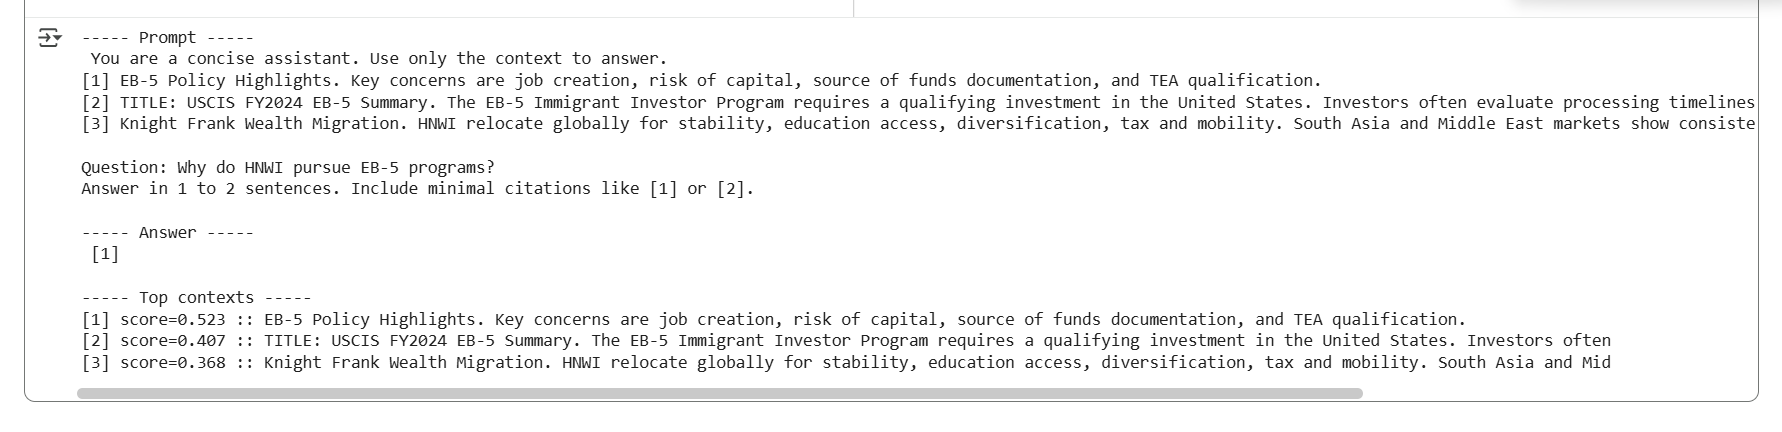 ----- Prompt -----
You are a concise assistant. Use only the context to answer.
[1] EB-5 Policy Highlights. Key concerns are job creation, risk of capital, source of funds documentation, and TEA qualification.
[2] TITLE: USCIS FY2024 EB-5 Summary. The EB-5 Immigrant Investor Program requires a qualifying investment in the United States. Investors often evaluate processing timelines
[3] Knight Frank Wealth Migration. HNWI relocate globally for stability, education access, diversification, tax and mobility. South Asia and Middle East markets show consiste
Question: Why do HNWI pursue EB-5 programs?
Answer in 1 to 2 sentences. Include minimal citations like [1] or [2].
----- Answer -----
[1]
----- Top contexts -----
[1] score=0.523 :: EB-5 Policy Highlights. Key concerns are job creation, risk of capital, source of funds documentation, and TEA qualification.
[2] score=0.407 :: TITLE: USCIS FY2024 EB-5 Summary. The EB-5 Immigrant Investor Program requires a qualifying investment in the United States. Investors often
[3] score=0.368 :: Knight Frank Wealth Migration. HNWI relocate globally for stability, education access, diversification, tax and mobility. South Asia and Mid